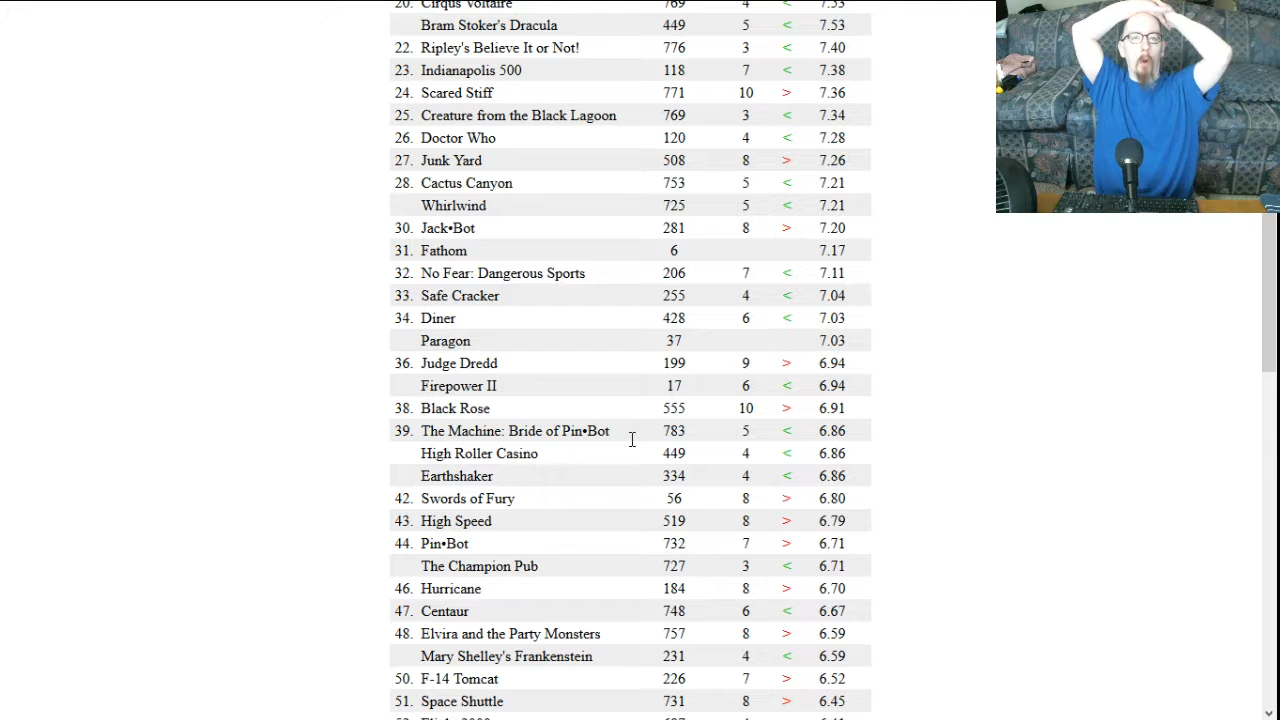 20. Cirqus Voltaire 769 4 < 7.53
Bram Stoker's Dracula 449 5 < 7.53
22. Ripley's Believe It or Not! 776 3 < 7.40
23. Indianapolis 500 118 7 < 7.38
24. Scared Stiff 771 10 > 7.36
25. Creature from the Black Lagoon 769 3 < 7.34
26. Doctor Who 120 4 < 7.28
27. Junk Yard 508 8 > 7.26
28. Cactus Canyon 753 5 < 7.21
Whirlwind 725 5 < 7.21
30. Jack•Bot 281 8 > 7.20
31. Fathom 6 7.17
32. No Fear: Dangerous Sports 206 7 < 7.11
33. Safe Cracker 255 4 < 7.04
34. Diner 428 6 < 7.03
Paragon 37 7.03
36. Judge Dredd 199 9 > 6.94
Firepower II 17 6 < 6.94
38. Black Rose 555 10 > 6.91
39. The Machine: Bride of Pin•Bot 783 5 < 6.86
High Roller Casino 449 4 < 6.86
Earthshaker 334 4 < 6.86
42. Swords of Fury 56 8 > 6.80
43. High Speed 519 8 > 6.79
44. Pin•Bot 732 7 > 6.71
The Champion Pub 727 3 < 6.71
46. Hurricane 184 8 > 6.70
47. Centaur 748 6 < 6.67
48. Elvira and the Party Monsters 757 8 > 6.59
Mary Shelley's Frankenstein 231 4 < 6.59
50. F-14 Tomcat 226 7 > 6.52
51. Space Shuttle 731 8 > 6.45